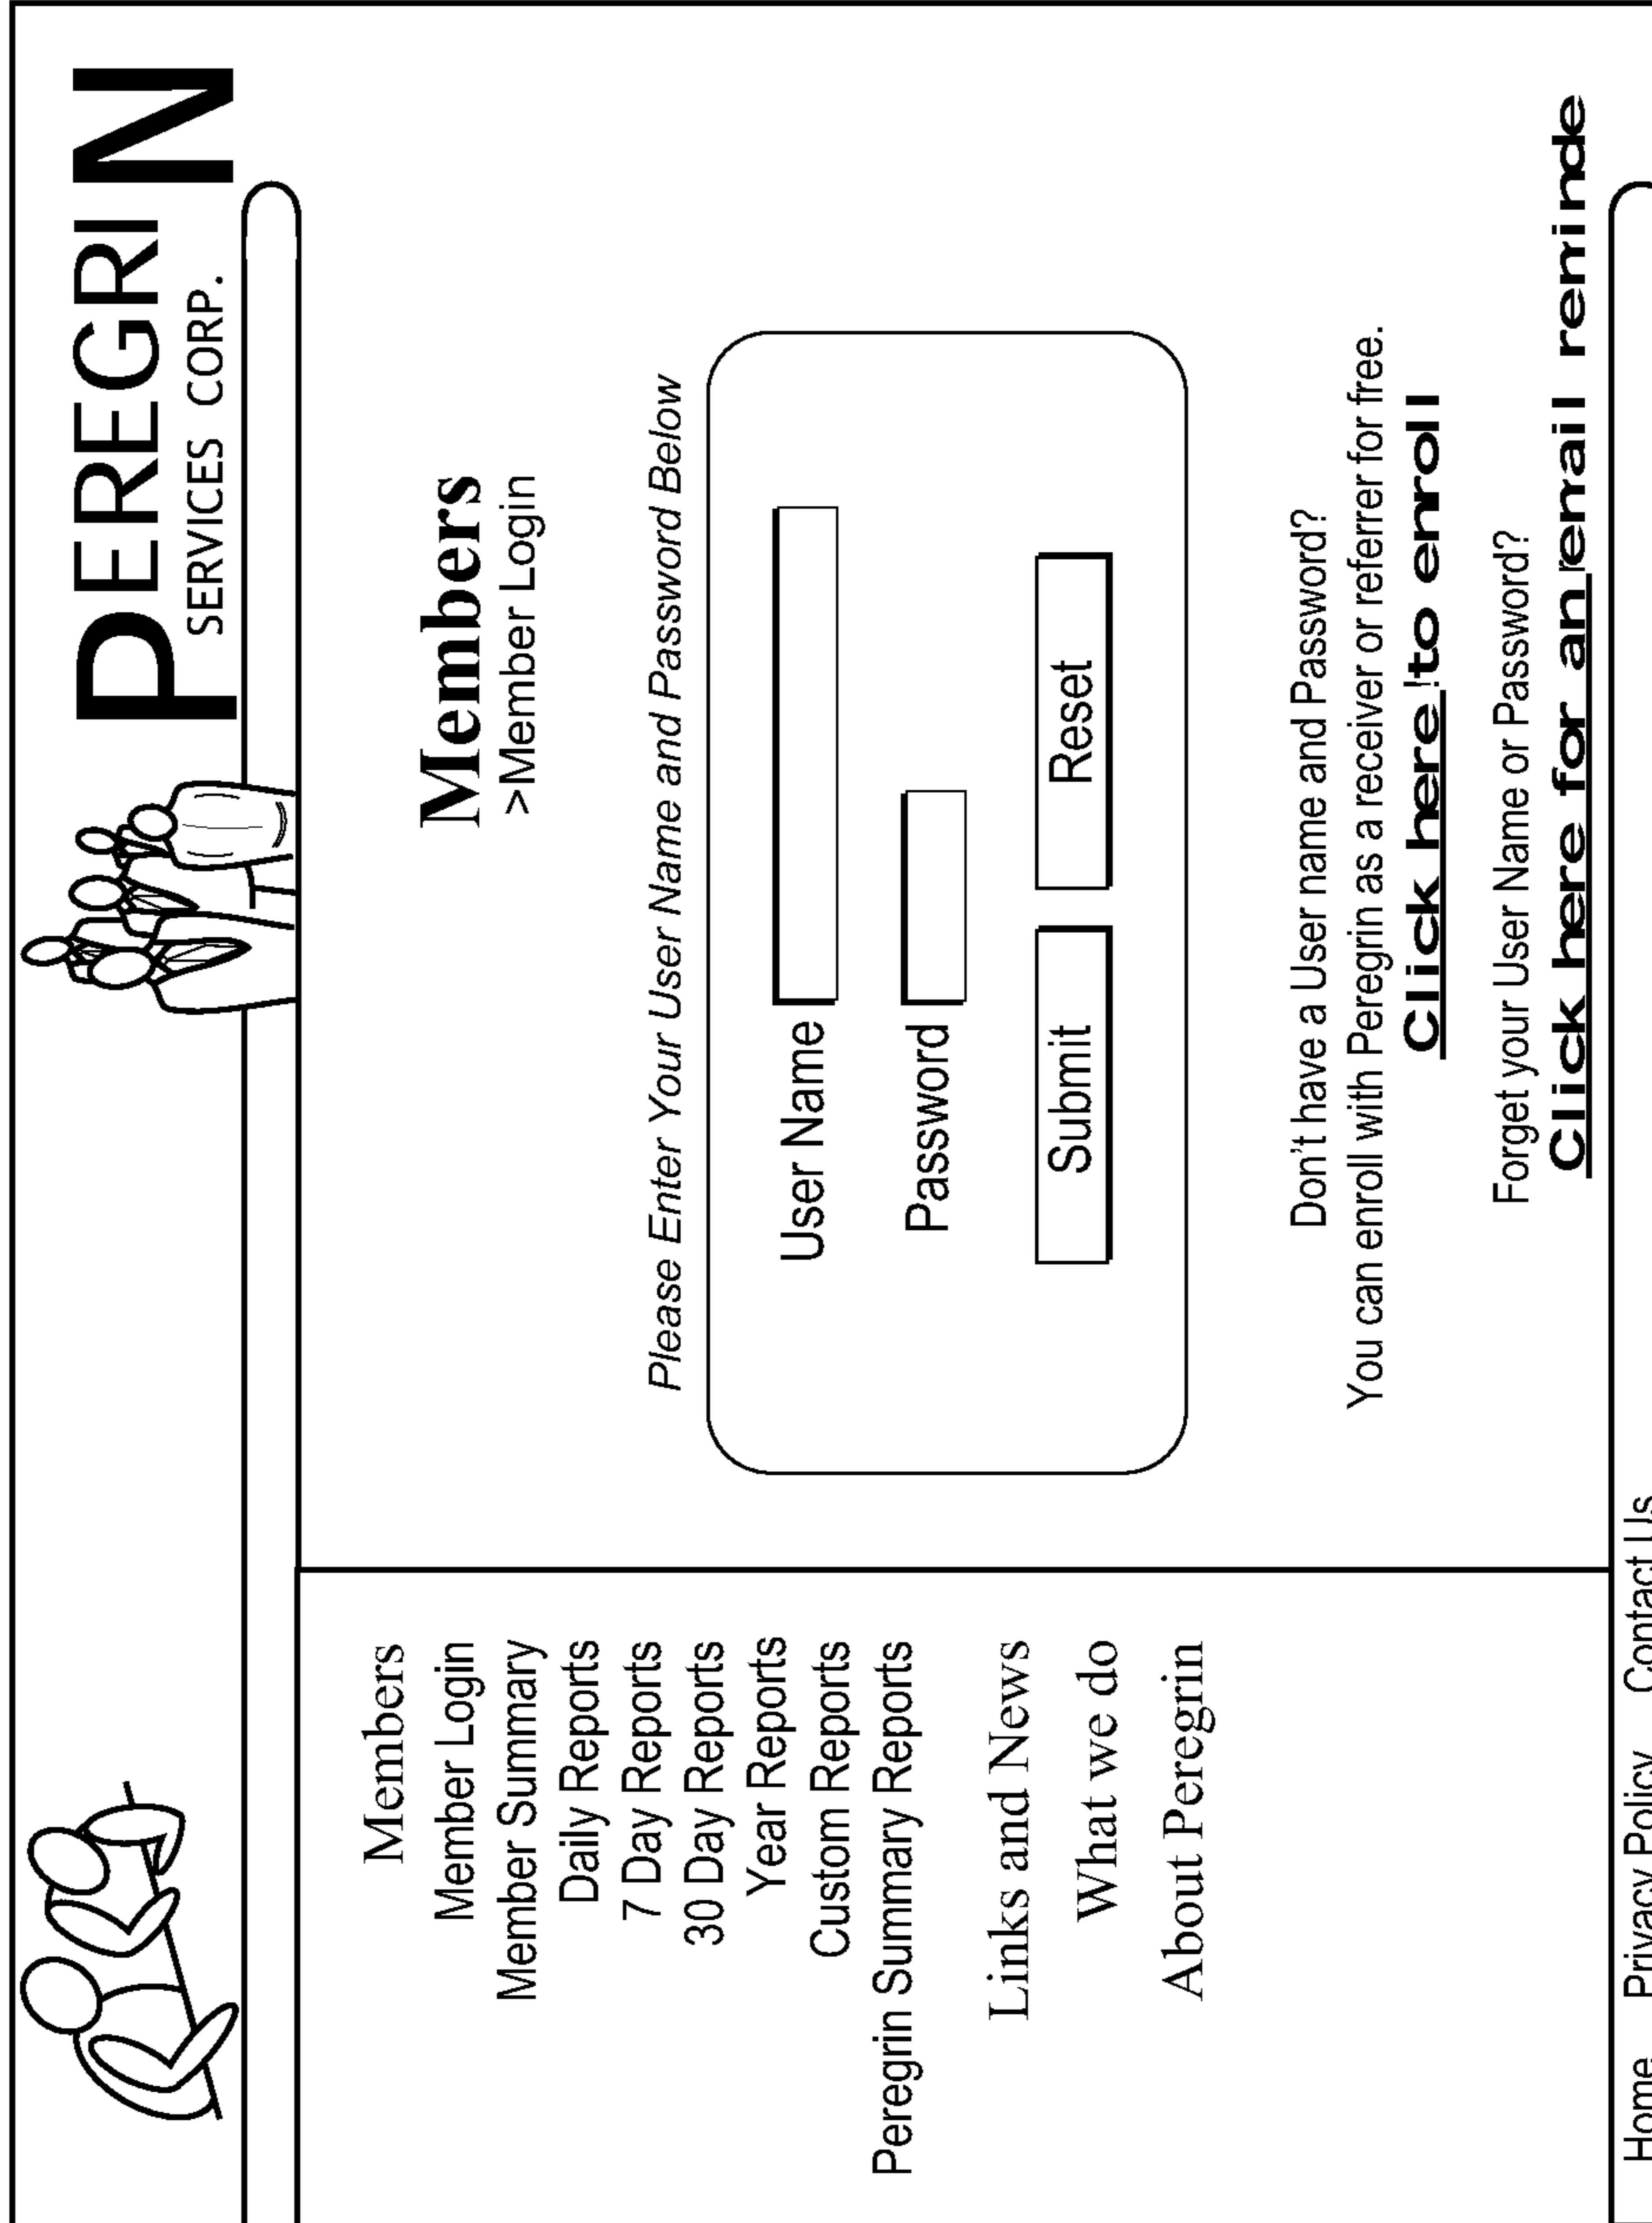 PEREGRIN
SERVICES CORP.
Members
Member Login
Member Summary
Daily Reports
7 Day Reports
30 Day Reports
Year Reports
Custom Reports
Peregrin Summary Reports
Links and News
What we do
About Peregrin
Members
>Member Login
Please Enter Your User Name and Password Below
User Name
Password
Submit
Reset
Don't have a User name and Password?
You can enroll with Peregrin as a receiver or referrer for free.
Click here to enroll
Forget your User Name or Password?
Click here for an email reminde
Home Privacy Policy Contact Us